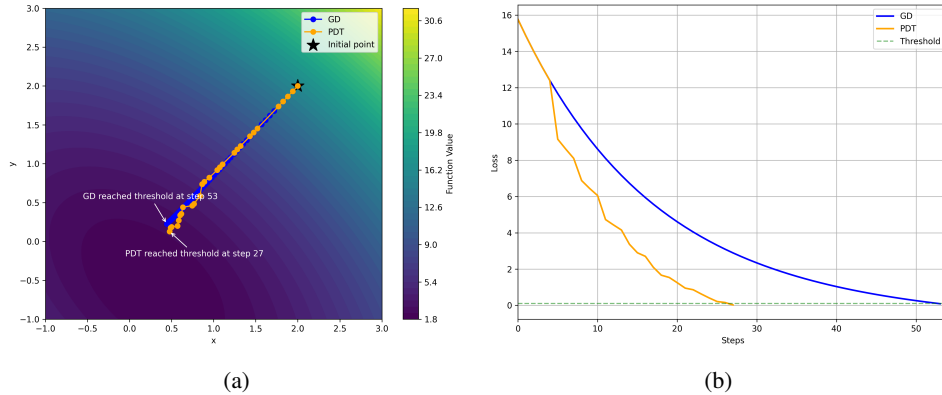 3.0
2.5
2.0
1.5
1.0
0.5
0.0
−0.5
−1.0
y
−1.0 −0.5 0.0 0.5 1.0 1.5 2.0 2.5 3.0
x
GD
PDT
Initial point
GD reached threshold at step 53
PDT reached threshold at step 27
30.6
27.0
23.4
19.8
16.2
12.6
9.0
5.4
1.8
Function Value
(a)
16
14
12
10
8
6
4
2
0
Loss
0 10 20 30 40 50
Steps
GD
PDT
Threshold
(b)